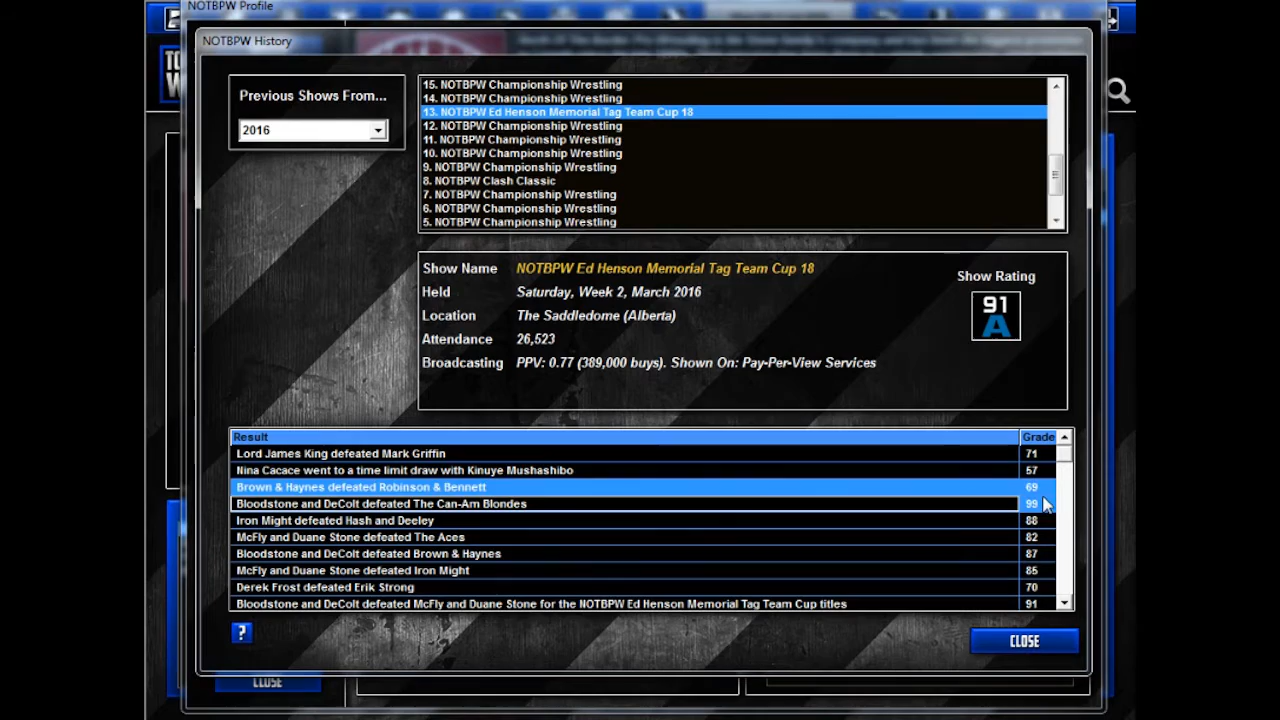 NOTBPW Profile
NOTBPW History
Previous Shows From...
2016
15. NOTBPW Championship Wrestling
14. NOTBPW Championship Wrestling
13. NOTBPW Ed Henson Memorial Tag Team Cup 18
12. NOTBPW Championship Wrestling
11. NOTBPW Championship Wrestling
10. NOTBPW Championship Wrestling
9. NOTBPW Championship Wrestling
8. NOTBPW Clash Classic
7. NOTBPW Championship Wrestling
6. NOTBPW Championship Wrestling
5. NOTBPW Championship Wrestling
Show Name NOTBPW Ed Henson Memorial Tag Team Cup 18
Held Saturday, Week 2, March 2016
Location The Saddledome (Alberta)
Attendance 26,523
Broadcasting PPV: 0.77 (389,000 buys). Shown On: Pay-Per-View Services
Show Rating
91
A
Result Grade
Lord James King defeated Mark Griffin 71
Nina Cacace went to a time limit draw with Kinuye Mushashibo 57
Brown & Haynes defeated Robinson & Bennett 69
Bloodstone and DeColt defeated The Can-Am Blondes 99
Iron Might defeated Hash and Deeley 88
McFly and Duane Stone defeated The Aces 82
Bloodstone and DeColt defeated Brown & Haynes 87
McFly and Duane Stone defeated Iron Might 85
Derek Frost defeated Erik Strong 70
Bloodstone and DeColt defeated McFly and Duane Stone for the NOTBPW Ed Henson Memorial Tag Team Cup titles 91
?
CLOSE
CLOSE